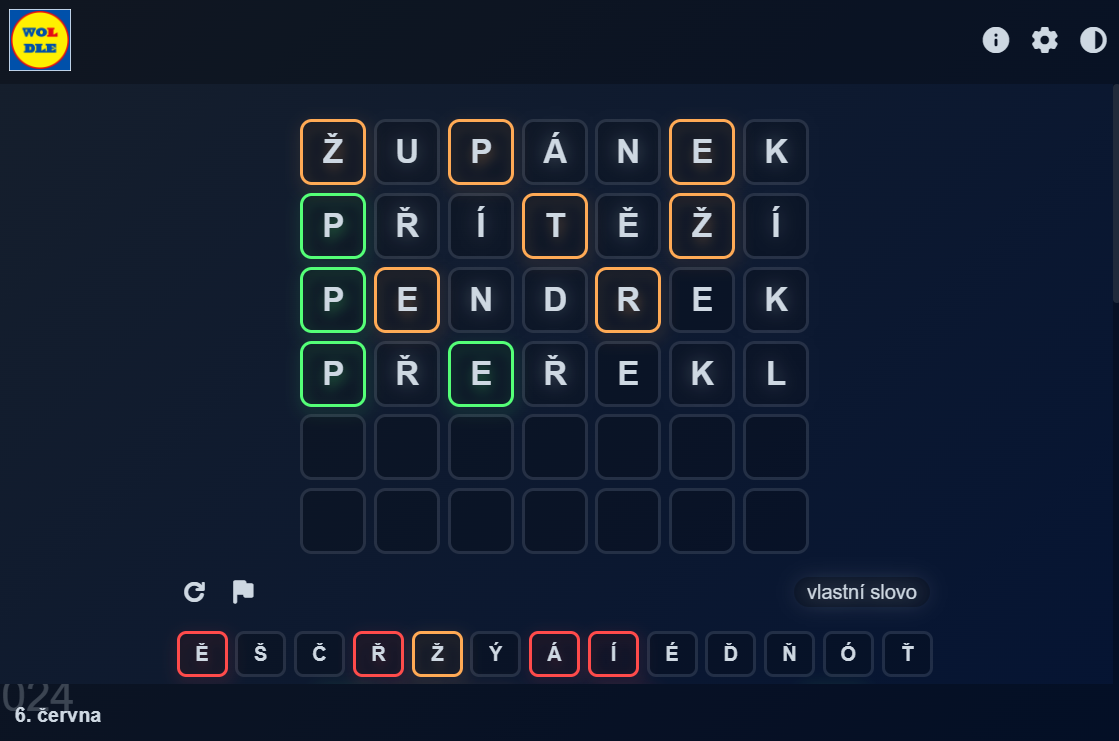 WOL
DLE
Ž U P Á N E K
P Ř Í T Ě Ž Í
P E N D R E K
P Ř E Ř E K L
vlastní slovo
Ě Š Č Ř Ž Ý Á Í É Ď Ň Ó Ť
024
6. června